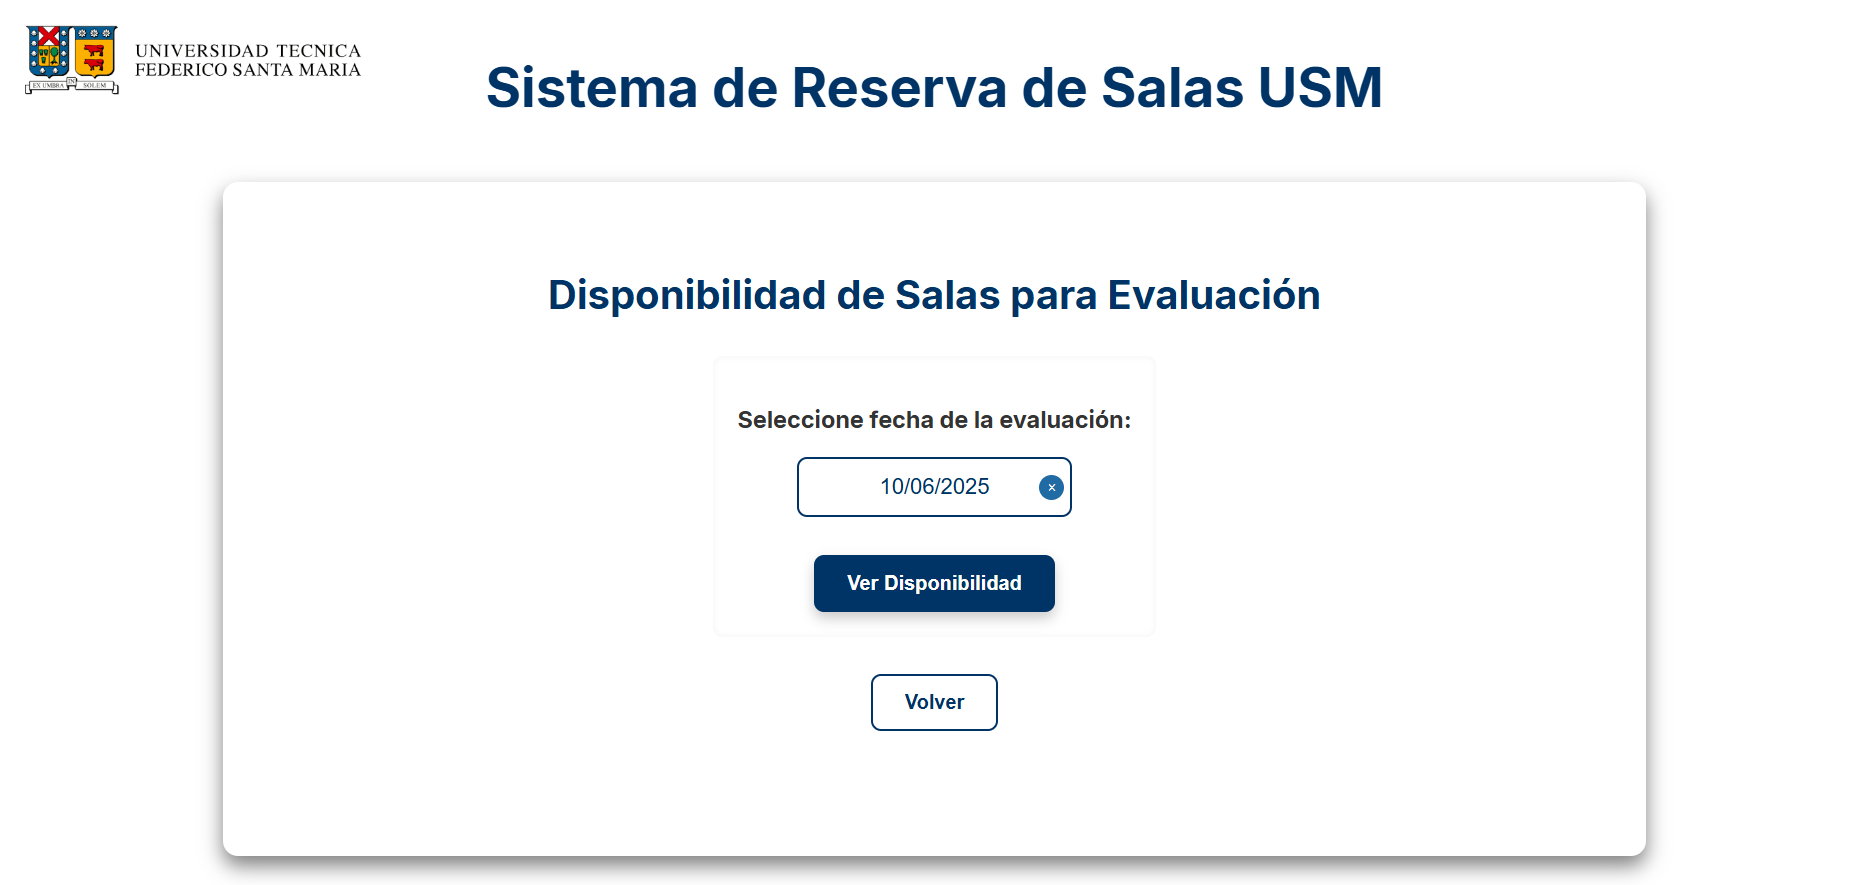 UNIVERSIDAD TECNICA
FEDERICO SANTA MARIA
EX UMBRA IN SOLEM
Sistema de Reserva de Salas USM
Disponibilidad de Salas para Evaluación
Seleccione fecha de la evaluación:
10/06/2025 ×
Ver Disponibilidad
Volver